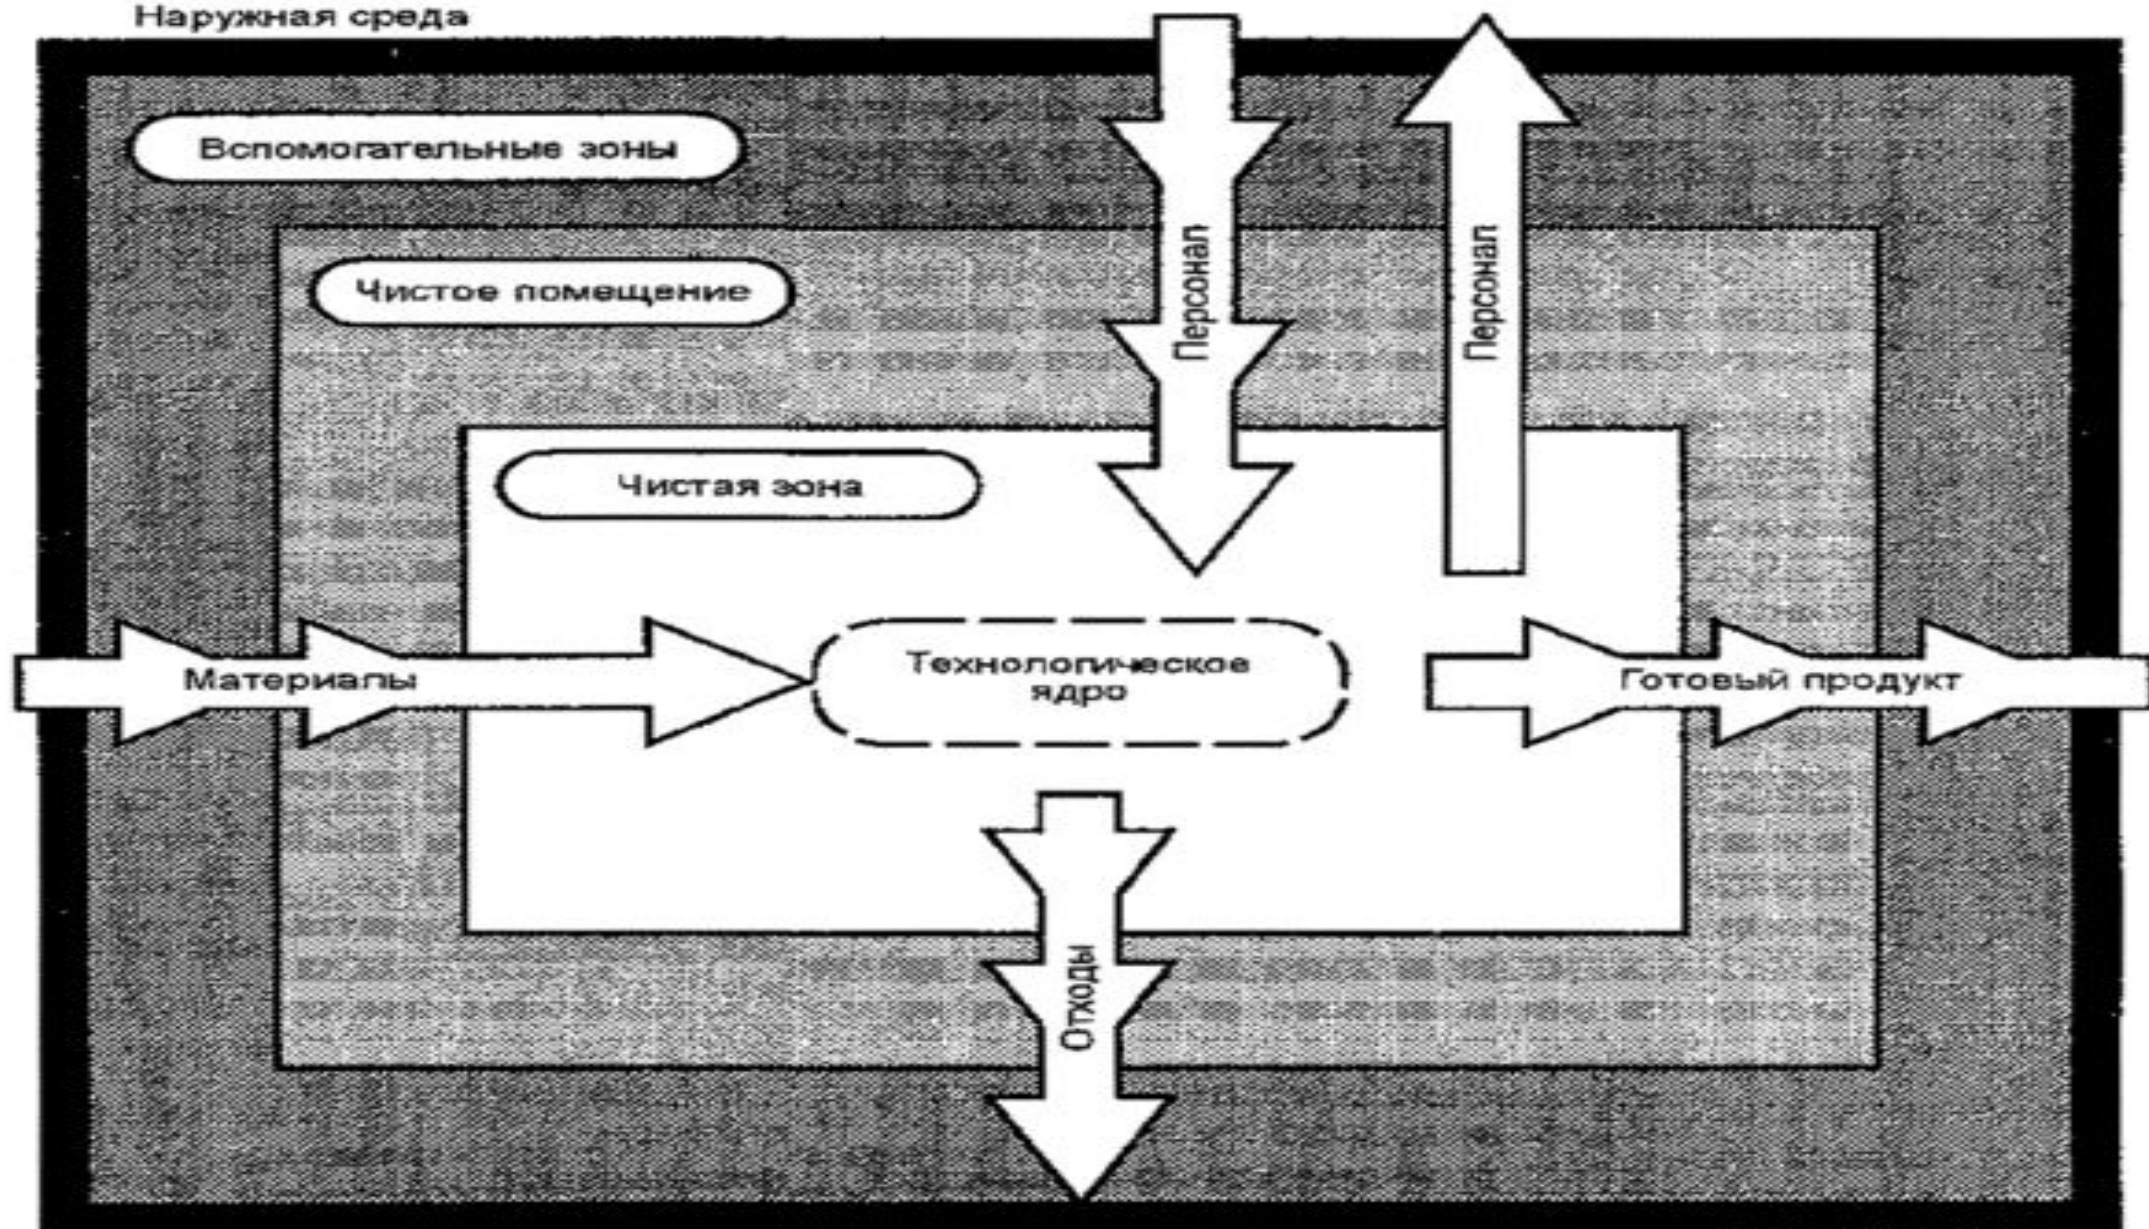 Наружная среда
Вспомогательные зоны
Чистое помещение
Персонал
Персонал
Чистая зона
Материалы
Технологическое
ядро
Готовый продукт
Отходы